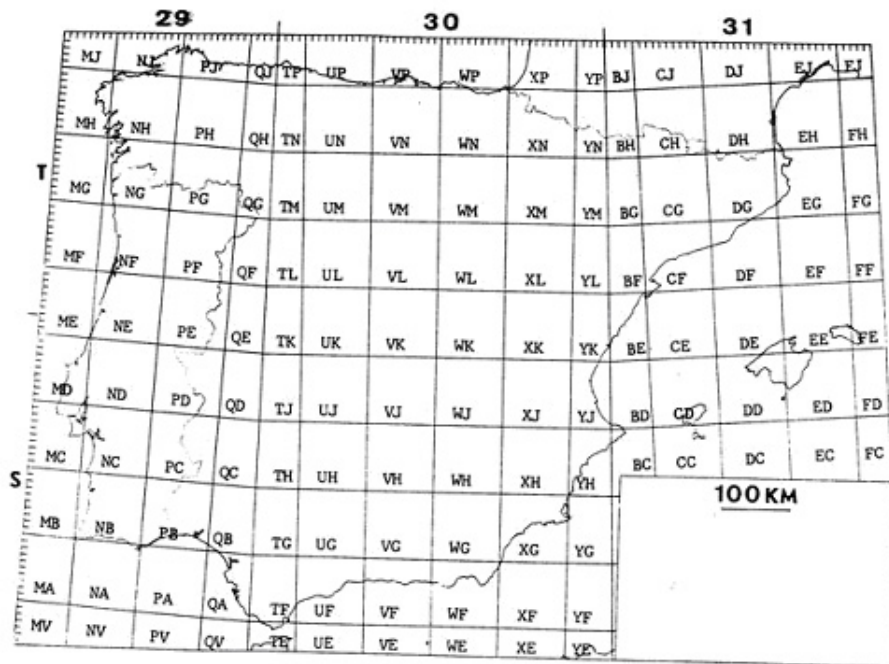 29 30 31
MJ NJ PJ QJ TP UP VP WP XP YP BJ CJ DJ EJ EJ
MH NH PH QH TN UN VN WN XN YN BH CH DH EH FH
T
MG NG PG QG TM UM VM WM XM YM BG CG DG EG FG
MF NF PF QF TL UL VL WL XL YL BF CF DF EF FF
ME NE PE QE TK UK VK WK XK YK BE CE DE EE FE
MD ND PD QD TJ UJ VJ WJ XJ YJ BD CD DD ED FD
MC NC PC QC TH UH VH WH XH YH BC CC DC EC FC
S
100 KM
MB NB PB QB TG UG VG WG XG YG
MA NA PA QA TF UF VF WF XF YF
MV NV PV QV TE UE VE WE XE YE